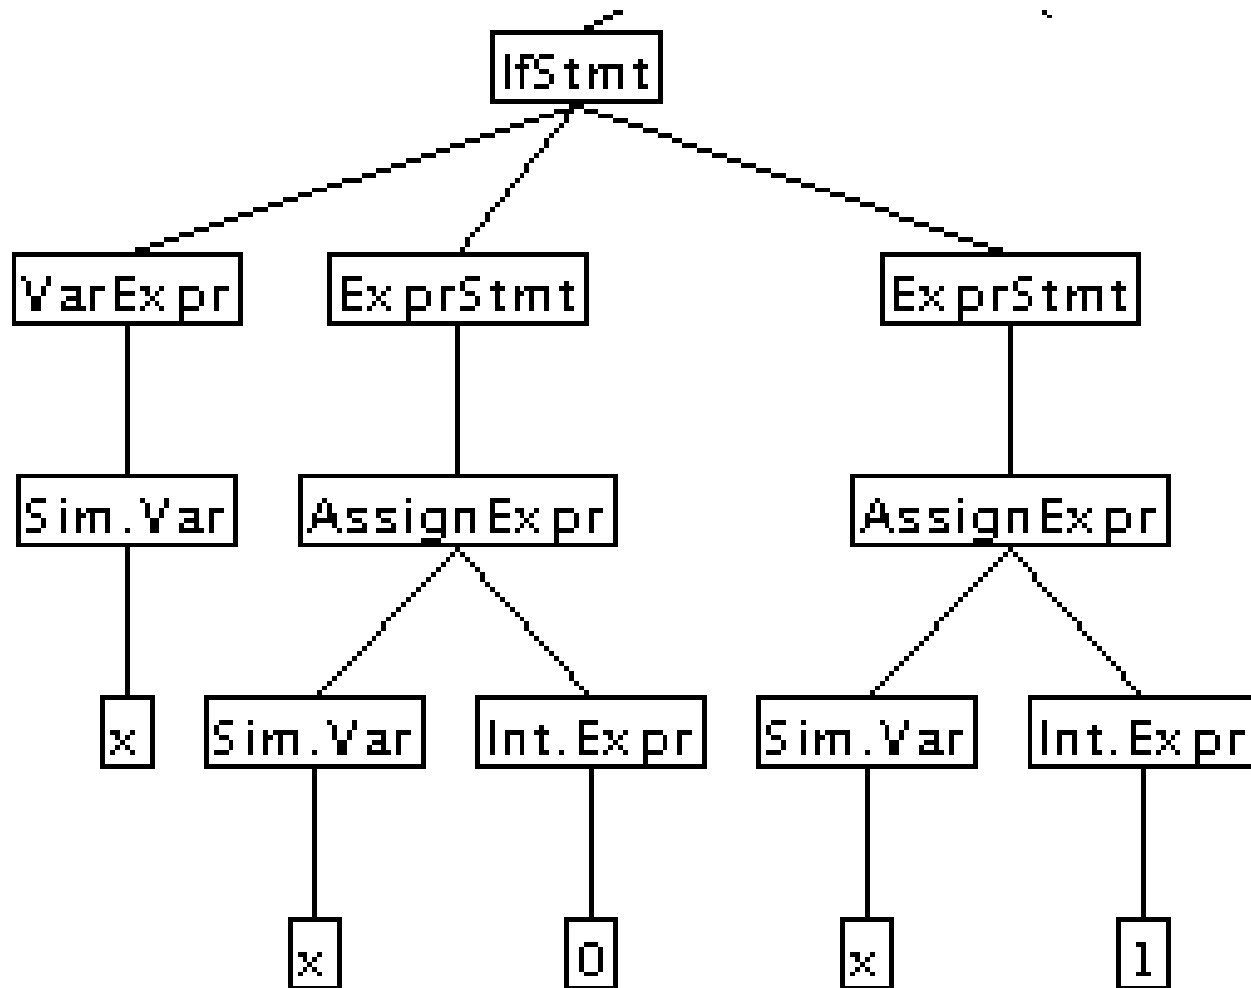 IfStmt
VarExpr ExprStmt ExprStmt
Sim.Var AssignExpr AssignExpr
x Sim.Var Int.Expr Sim.Var Int.Expr
x 0 x 1